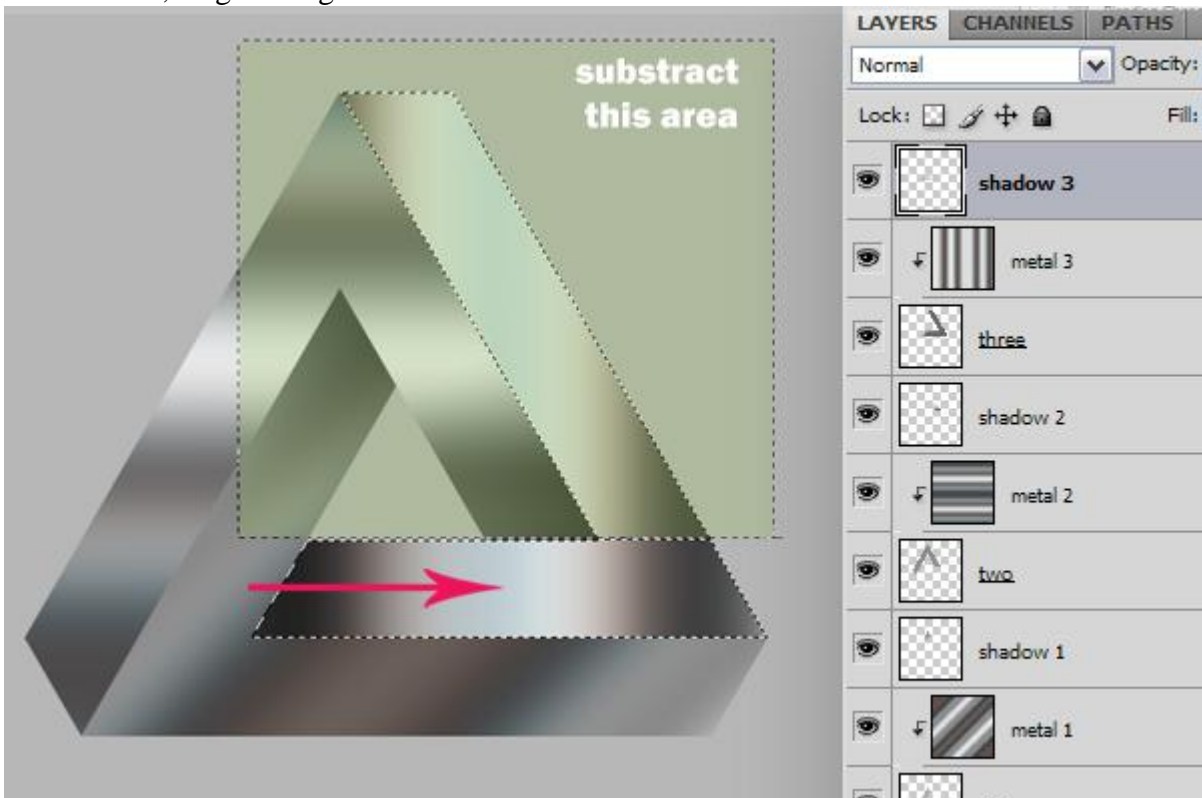 substract
this area
LAYERS CHANNELS PATHS
Normal Opacity:
Lock: Fill:
shadow 3
metal 3
three
shadow 2
metal 2
two
shadow 1
metal 1